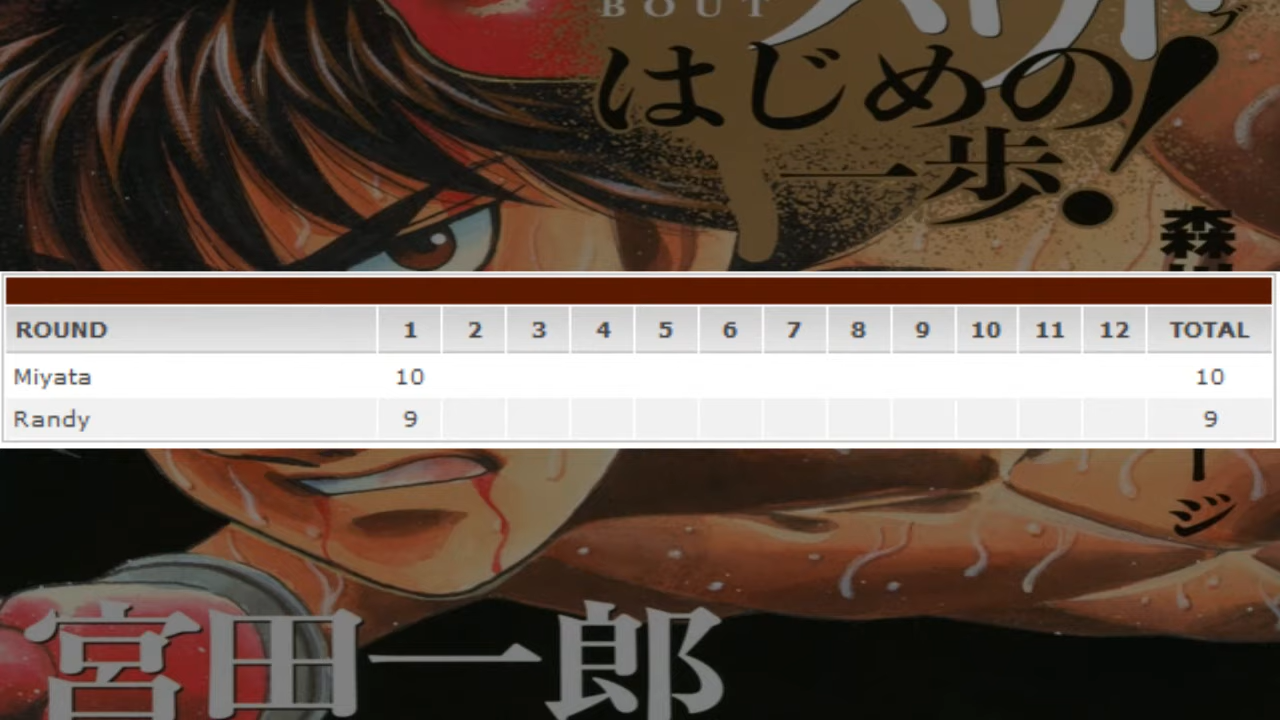 BOUT
はじめの
一歩!
森
ROUND 1 2 3 4 5 6 7 8 9 10 11 12 TOTAL
Miyata 10 10
Randy 9 9
ージ
宮田一郎